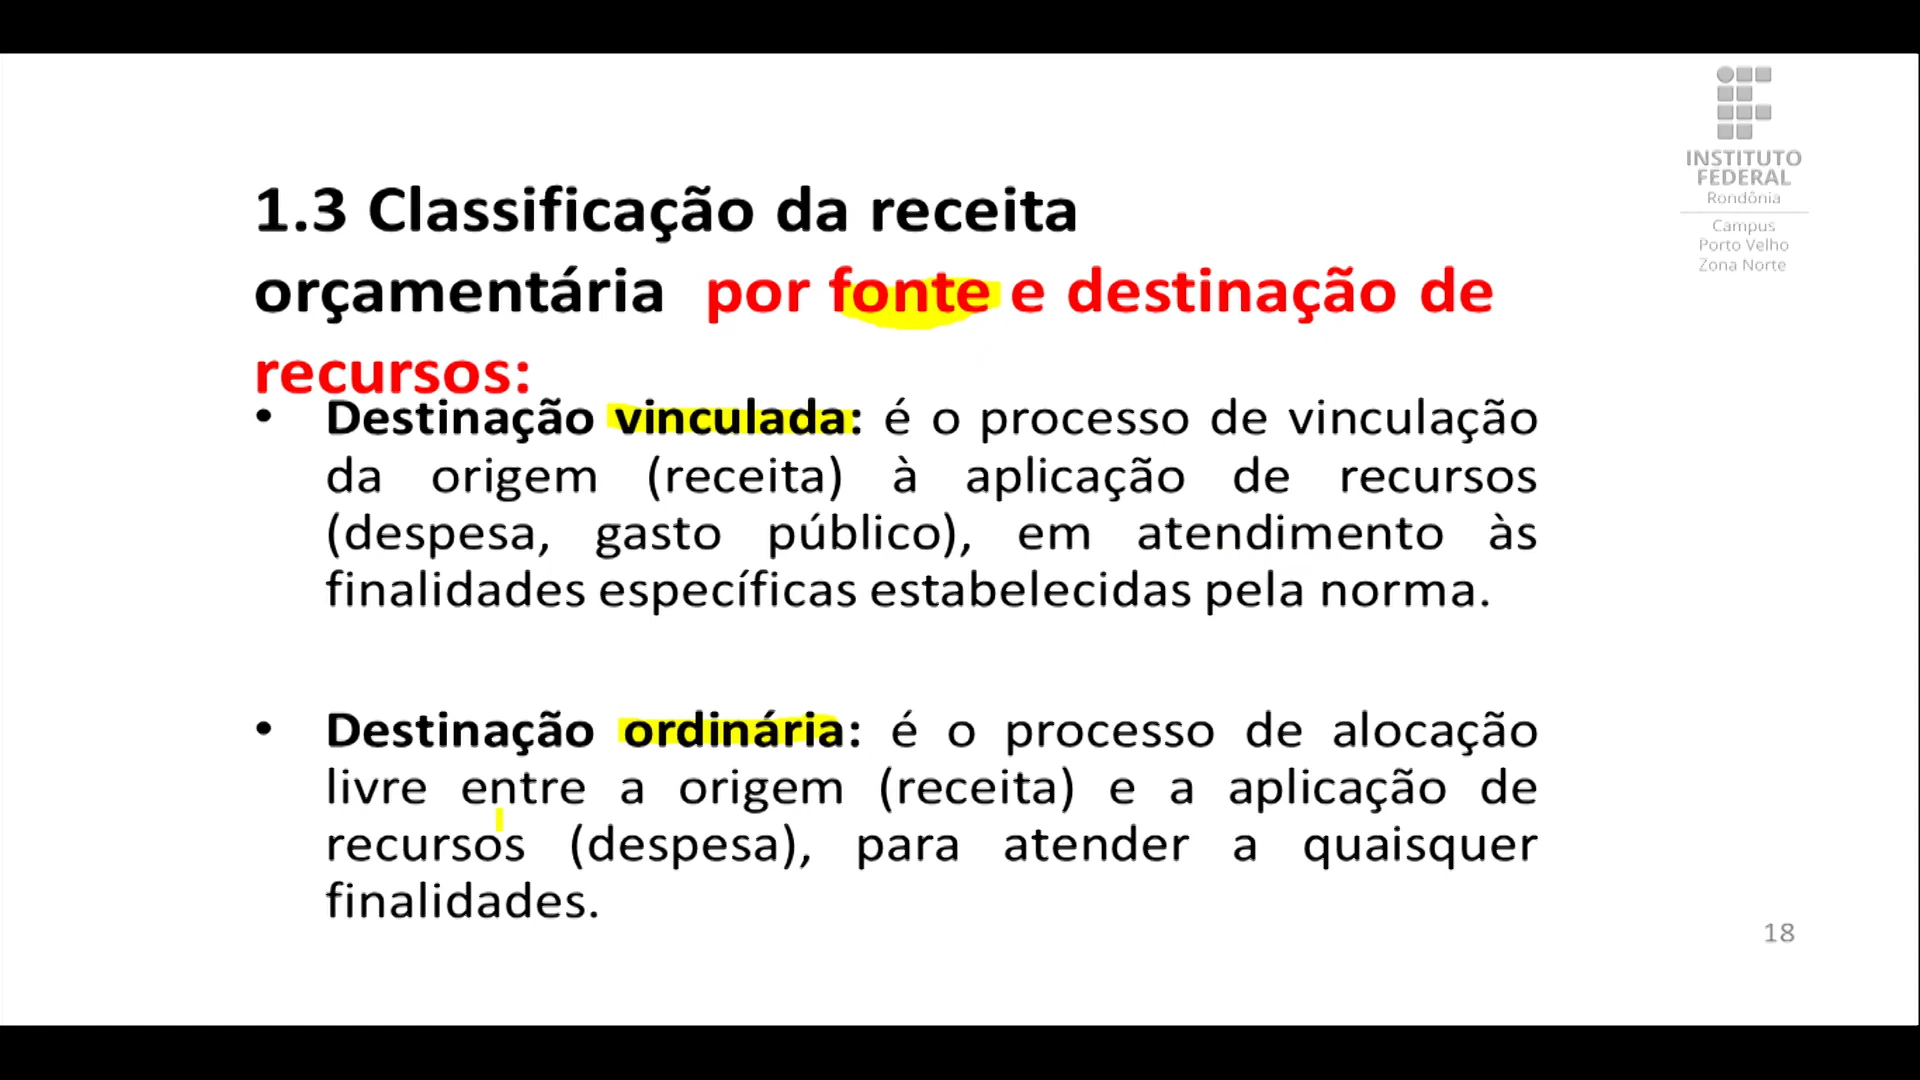 INSTITUTO
FEDERAL
Rondônia
Campus
Porto Velho
Zona Norte
1.3 Classificação da receita
orçamentária por fonte e destinação de
recursos:
• Destinação vinculada: é o processo de vinculação
da origem (receita) à aplicação de recursos
(despesa, gasto público), em atendimento às
finalidades específicas estabelecidas pela norma.
• Destinação ordinária: é o processo de alocação
livre entre a origem (receita) e a aplicação de
recursos (despesa), para atender a quaisquer
finalidades.
18